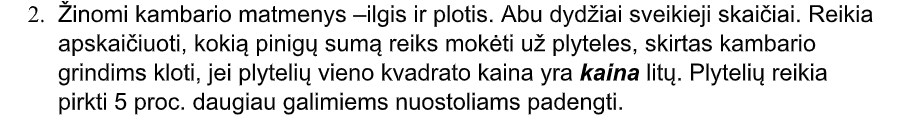 2. Žinomi kambario matmenys –ilgis ir plotis. Abu dydžiai sveikieji skaičiai. Reikia
apskaičiuoti, kokią pinigų sumą reiks mokėti už plyteles, skirtas kambario
grindims kloti, jei plytelių vieno kvadrato kaina yra kaina litų. Plytelių reikia
pirkti 5 proc. daugiau galimiems nuostoliams padengti.